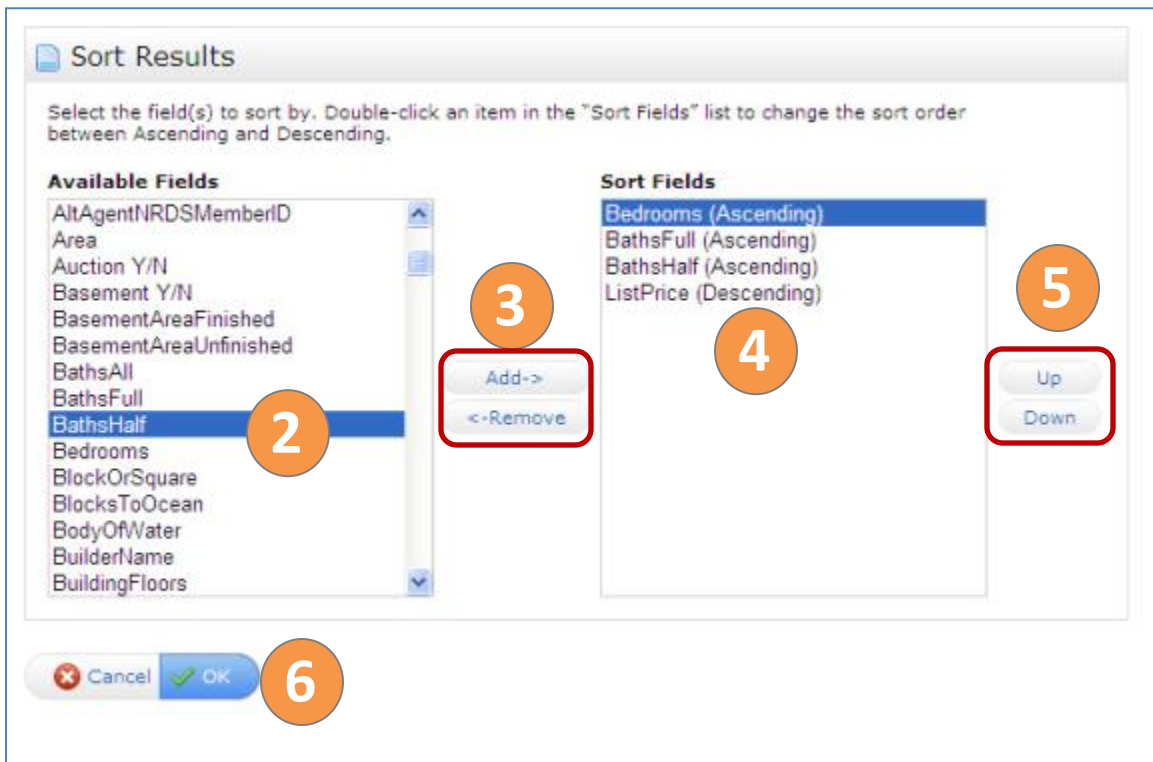 Sort Results
Select the field(s) to sort by. Double-click an item in the "Sort Fields" list to change the sort order
between Ascending and Descending.
Available Fields
AltAgentNRDSMemberID
Area
Auction Y/N
Basement Y/N
BasementAreaFinished
BasementAreaUnfinished
BathsAll
BathsFull
BathsHalf
Bedrooms
BlockOrSquare
BlocksToOcean
BodyOfWater
BuilderName
BuildingFloors
2
3
Add->
<-Remove
Sort Fields
Bedrooms (Ascending)
BathsFull (Ascending)
BathsHalf (Ascending)
ListPrice (Descending)
4
5
Up
Down
Cancel
OK
6